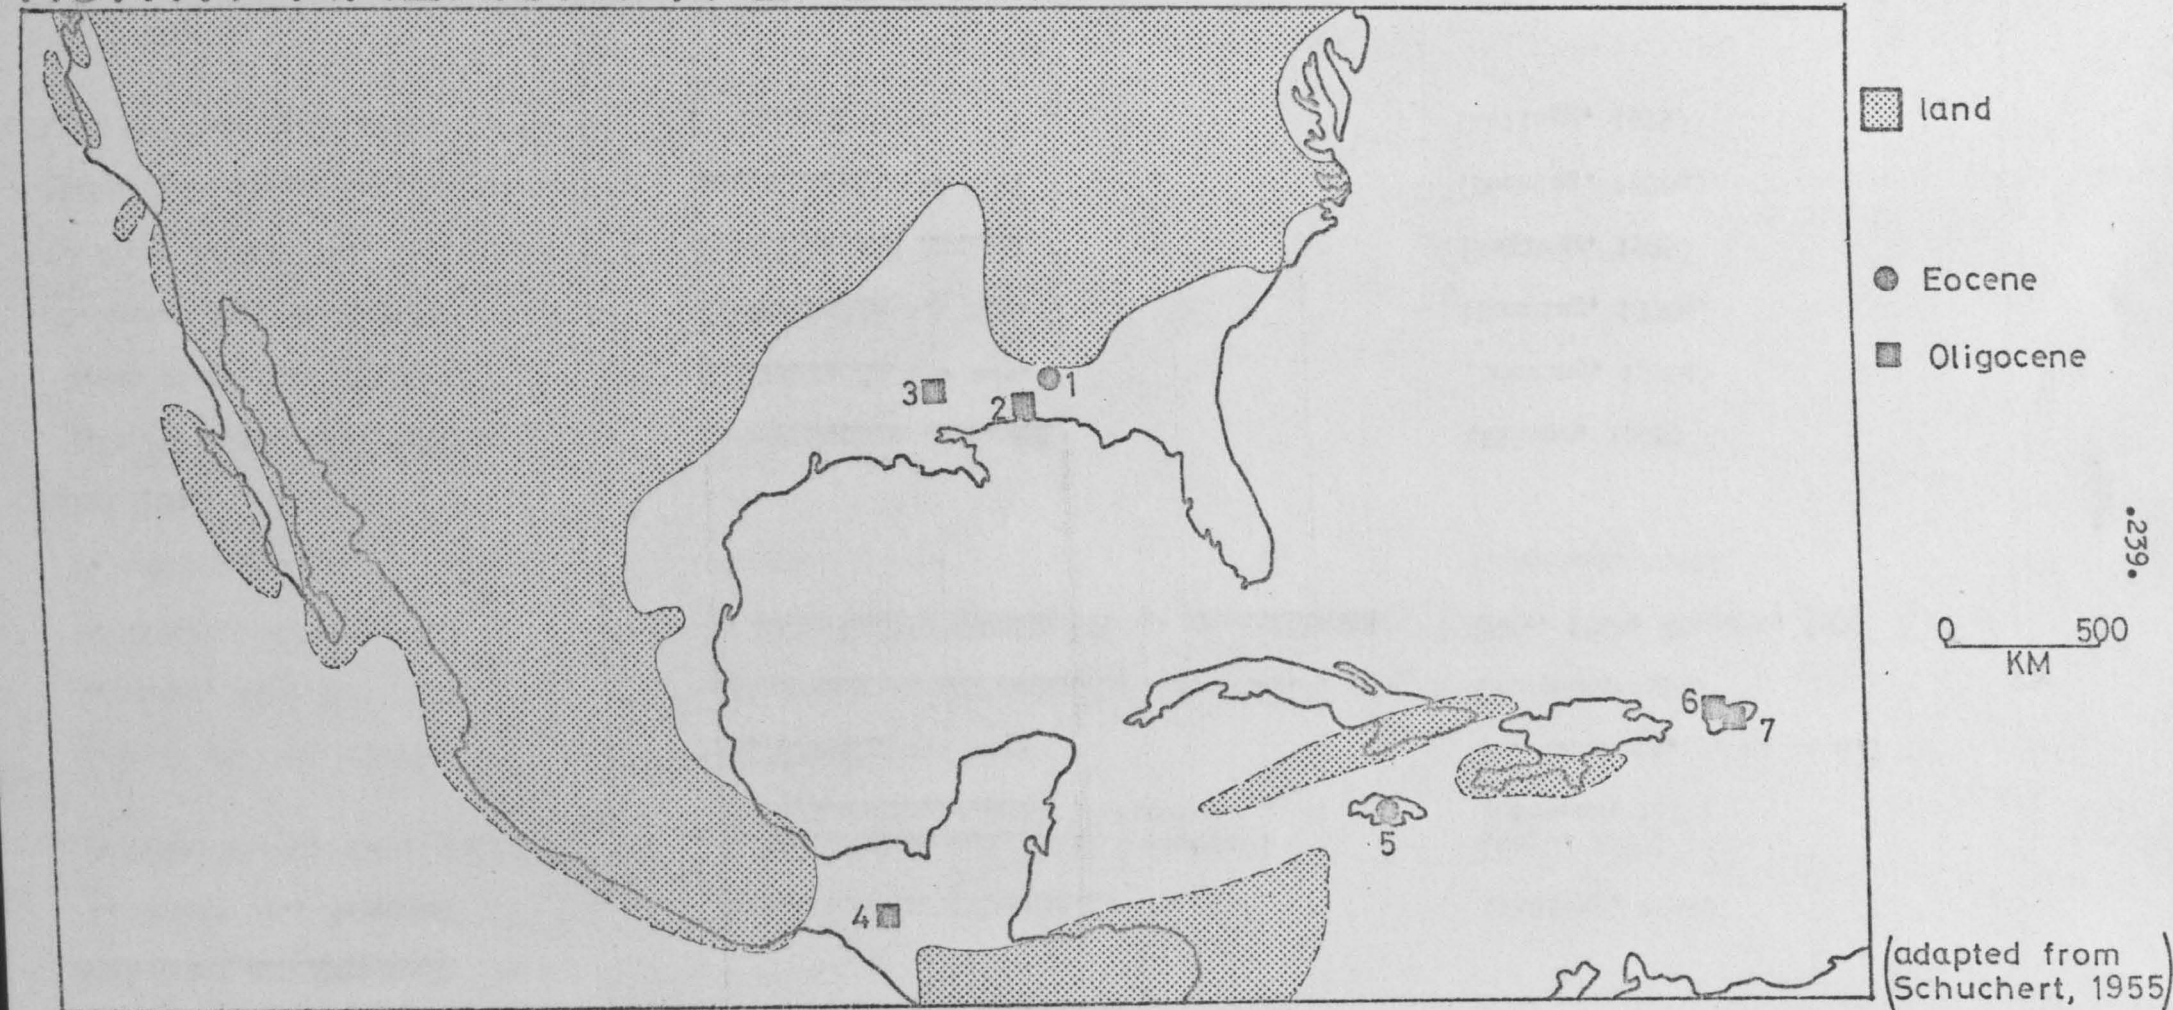 land
Eocene
Oligocene
1
3
2
0 500
KM
.239.
6
7
5
4
(adapted from
Schuchert, 1955)